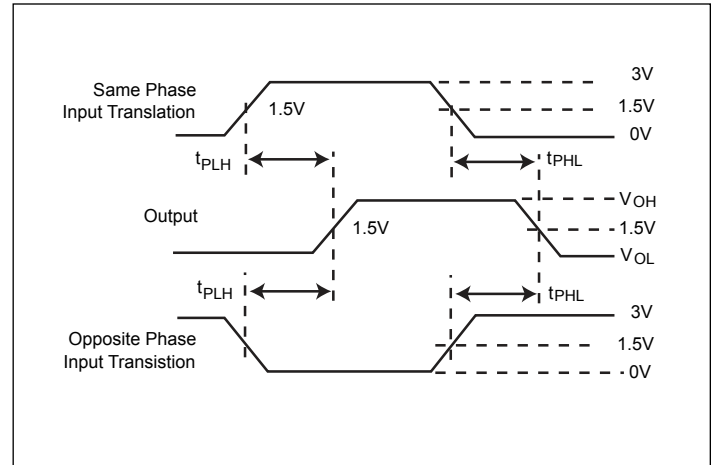 3V
Same Phase
Input Translation
1.5V
1.5V
0V
tPLH
tPHL
VOH
Output
1.5V
1.5V
VOL
tPLH
tPHL
3V
Opposite Phase
Input Transistion
1.5V
0V